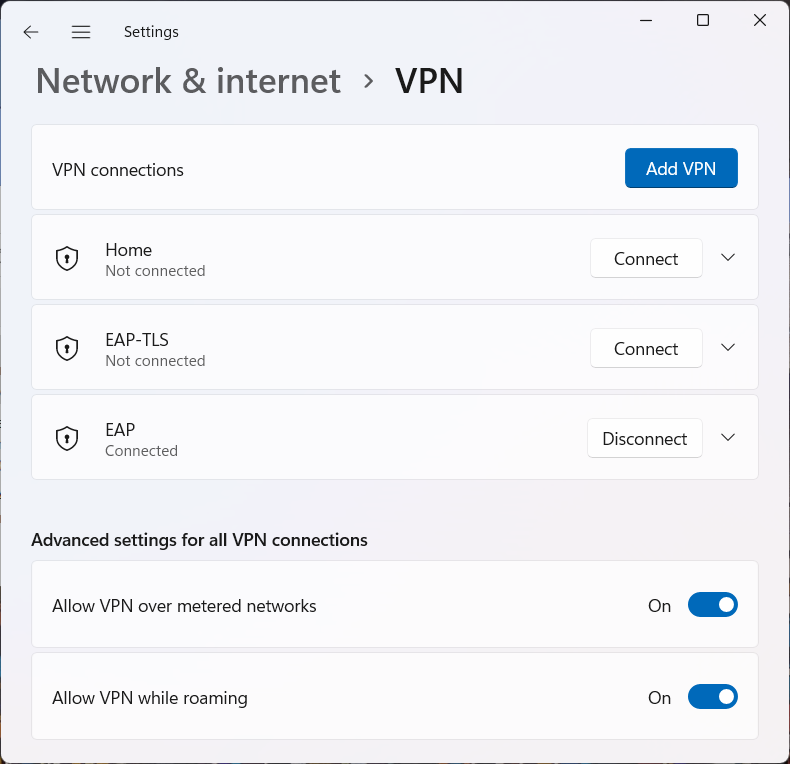 Settings
Network & internet > VPN
VPN connections
Add VPN
Home
Not connected
Connect
EAP-TLS
Not connected
Connect
EAP
Connected
Disconnect
Advanced settings for all VPN connections
Allow VPN over metered networks
On
Allow VPN while roaming
On